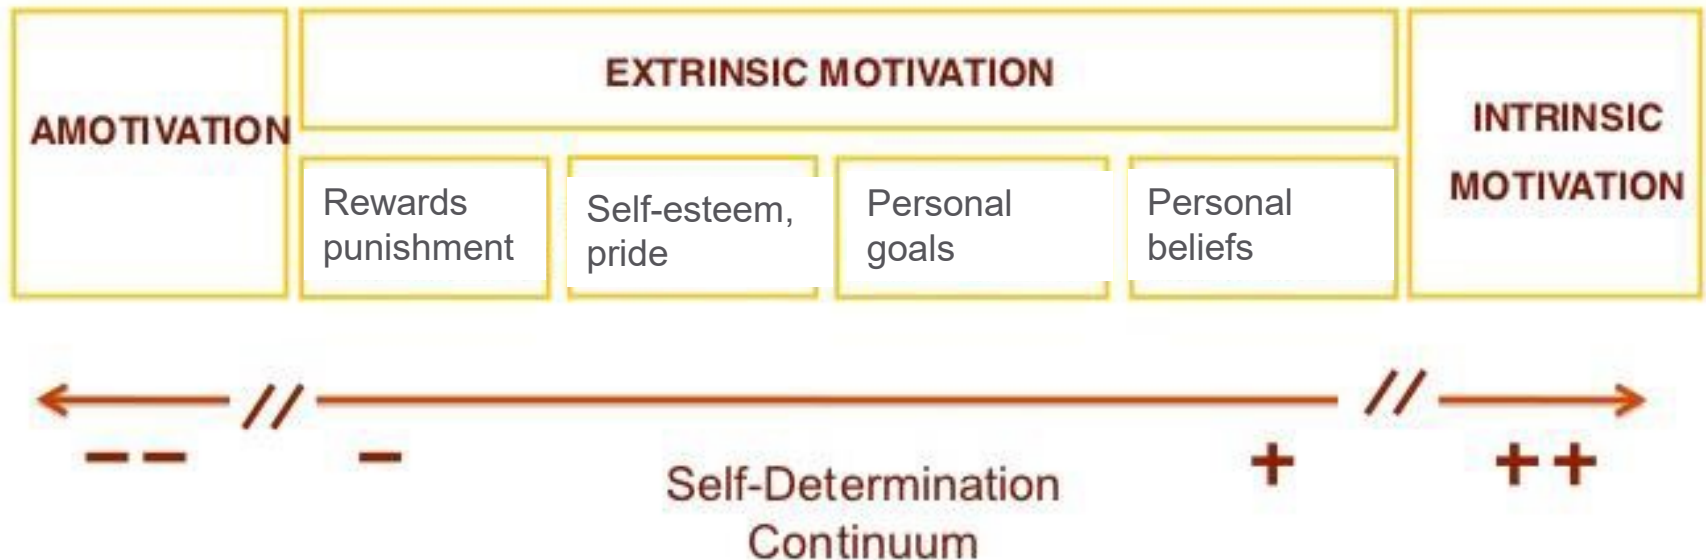 AMOTIVATION
EXTRINSIC MOTIVATION
INTRINSIC
MOTIVATION
Rewards
punishment
Self-esteem,
pride
Personal
goals
Personal
beliefs
// //
-- - + ++
Self-Determination
Continuum